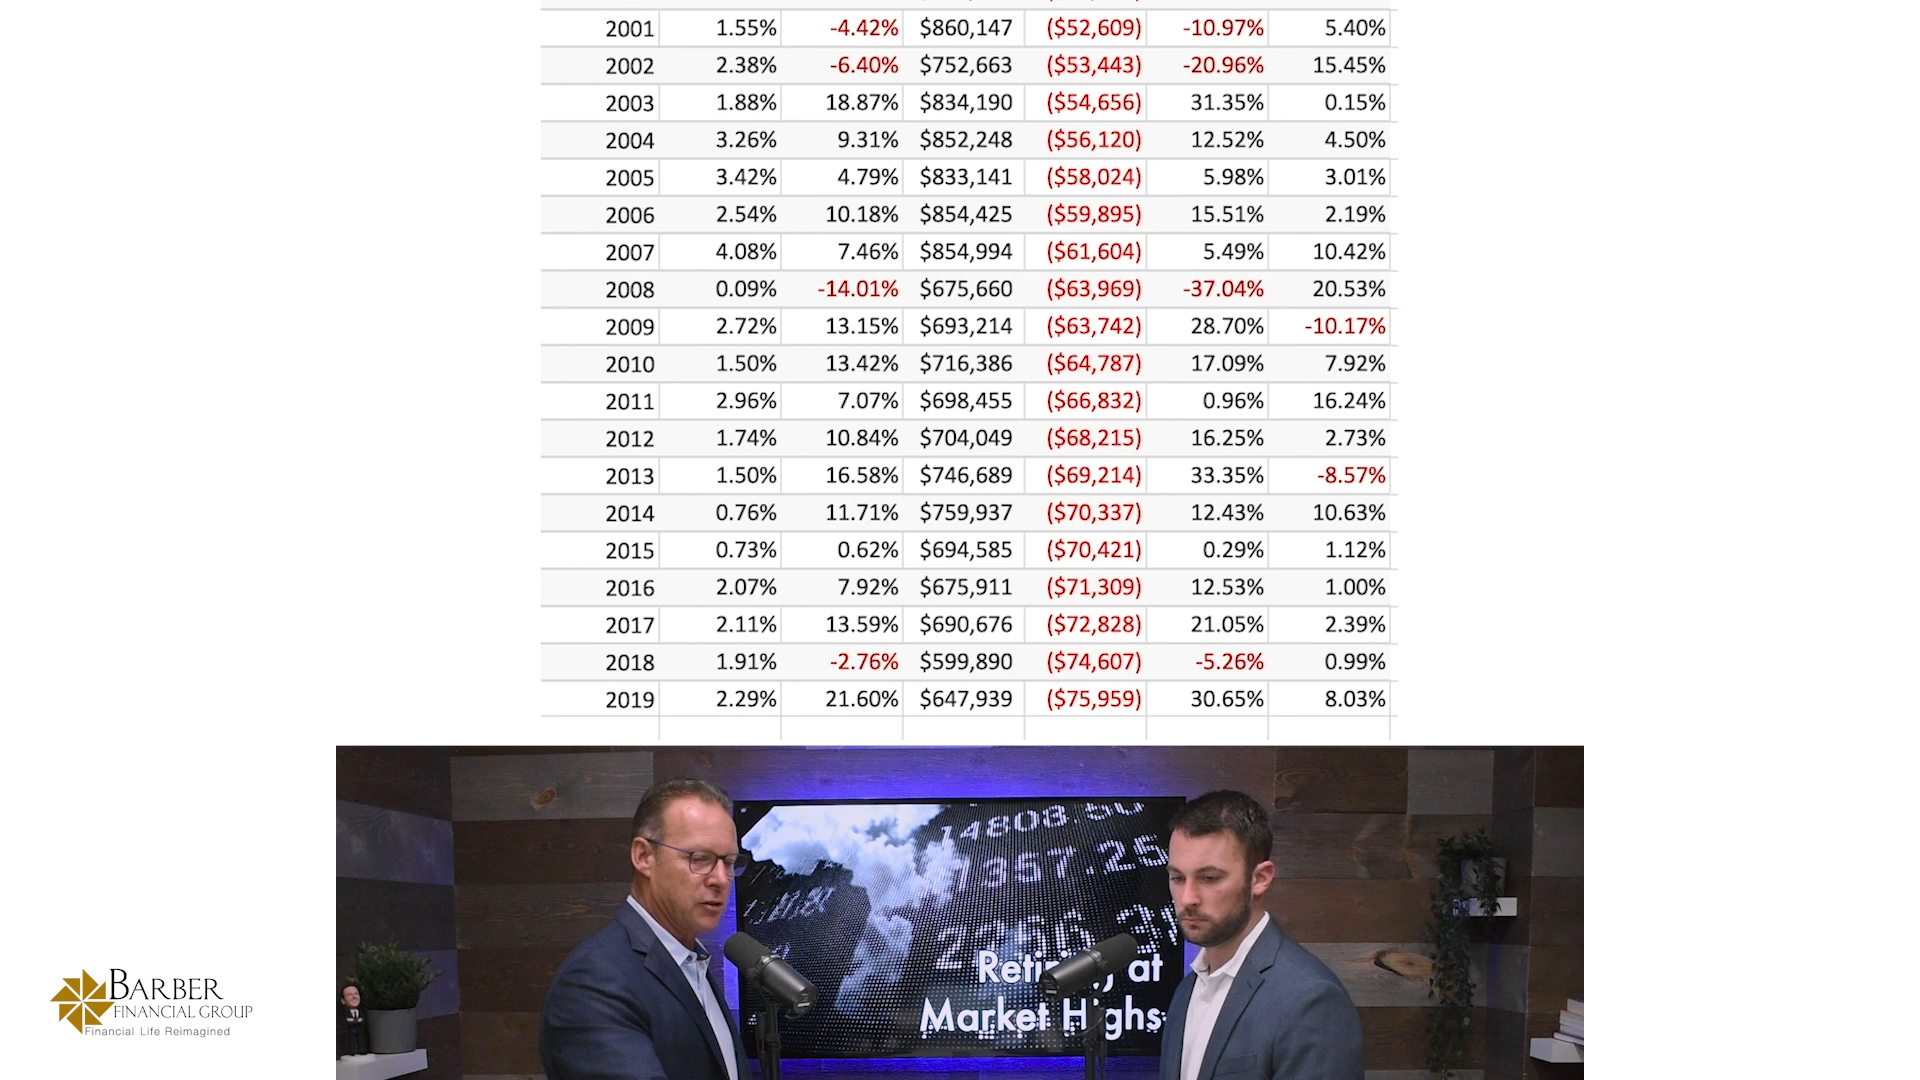 2001 1.55% -4.42% $860,147 ($52,609) -10.97% 5.40%
2002 2.38% -6.40% $752,663 ($53,443) -20.96% 15.45%
2003 1.88% 18.87% $834,190 ($54,656) 31.35% 0.15%
2004 3.26% 9.31% $852,248 ($56,120) 12.52% 4.50%
2005 3.42% 4.79% $833,141 ($58,024) 5.98% 3.01%
2006 2.54% 10.18% $854,425 ($59,895) 15.51% 2.19%
2007 4.08% 7.46% $854,994 ($61,604) 5.49% 10.42%
2008 0.09% -14.01% $675,660 ($63,969) -37.04% 20.53%
2009 2.72% 13.15% $693,214 ($63,742) 28.70% -10.17%
2010 1.50% 13.42% $716,386 ($64,787) 17.09% 7.92%
2011 2.96% 7.07% $698,455 ($66,832) 0.96% 16.24%
2012 1.74% 10.84% $704,049 ($68,215) 16.25% 2.73%
2013 1.50% 16.58% $746,689 ($69,214) 33.35% -8.57%
2014 0.76% 11.71% $759,937 ($70,337) 12.43% 10.63%
2015 0.73% 0.62% $694,585 ($70,421) 0.29% 1.12%
2016 2.07% 7.92% $675,911 ($71,309) 12.53% 1.00%
2017 2.11% 13.59% $690,676 ($72,828) 21.05% 2.39%
2018 1.91% -2.76% $599,890 ($74,607) -5.26% 0.99%
2019 2.29% 21.60% $647,939 ($75,959) 30.65% 8.03%
14808.50
1357.25
at
Market Highs
BARBER
FINANCIAL GROUP
Financial Life Reimagined